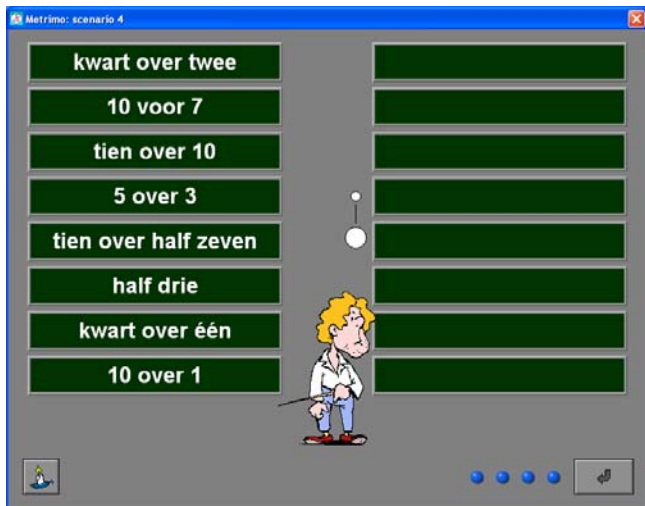 Metrimo: scenario 4
kwart over twee
10 voor 7
tien over 10
5 over 3
tien over half zeven
half drie
kwart over één
10 over 1